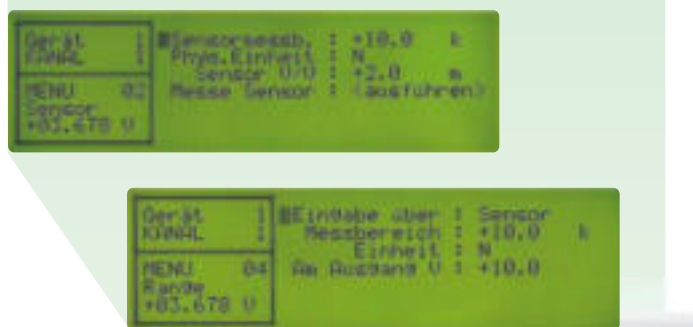 Gerät 1
KANAL 1
MENU 02
Sensor
+03.678 V
Sensormessb. : +10.0 k
Phys.Einheit : N
Sensor V/V : +2.0 m
Messe Sensor : <ausführen>
Gerät 1
KANAL 1
MENU 04
Range
+03.678 V
Eingabe über : Sensor
Messbereich : +10.0 k
Einheit : N
Am Ausgang V : +10.0